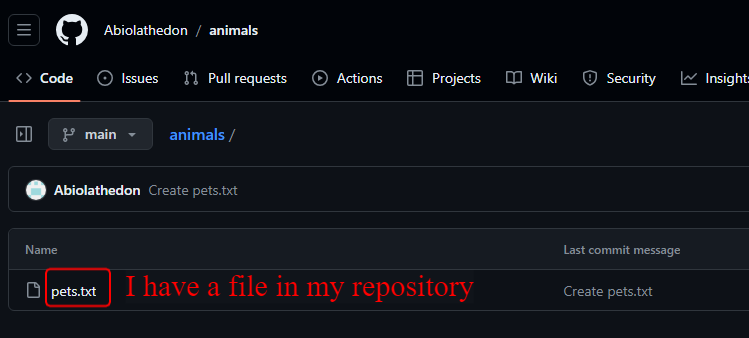 Abiolathedon / animals
Code Issues Pull requests Actions Projects Wiki Security Insights
main animals /
Abiolathedon Create pets.txt
Name Last commit message
pets.txt I have a file in my repository Create pets.txt